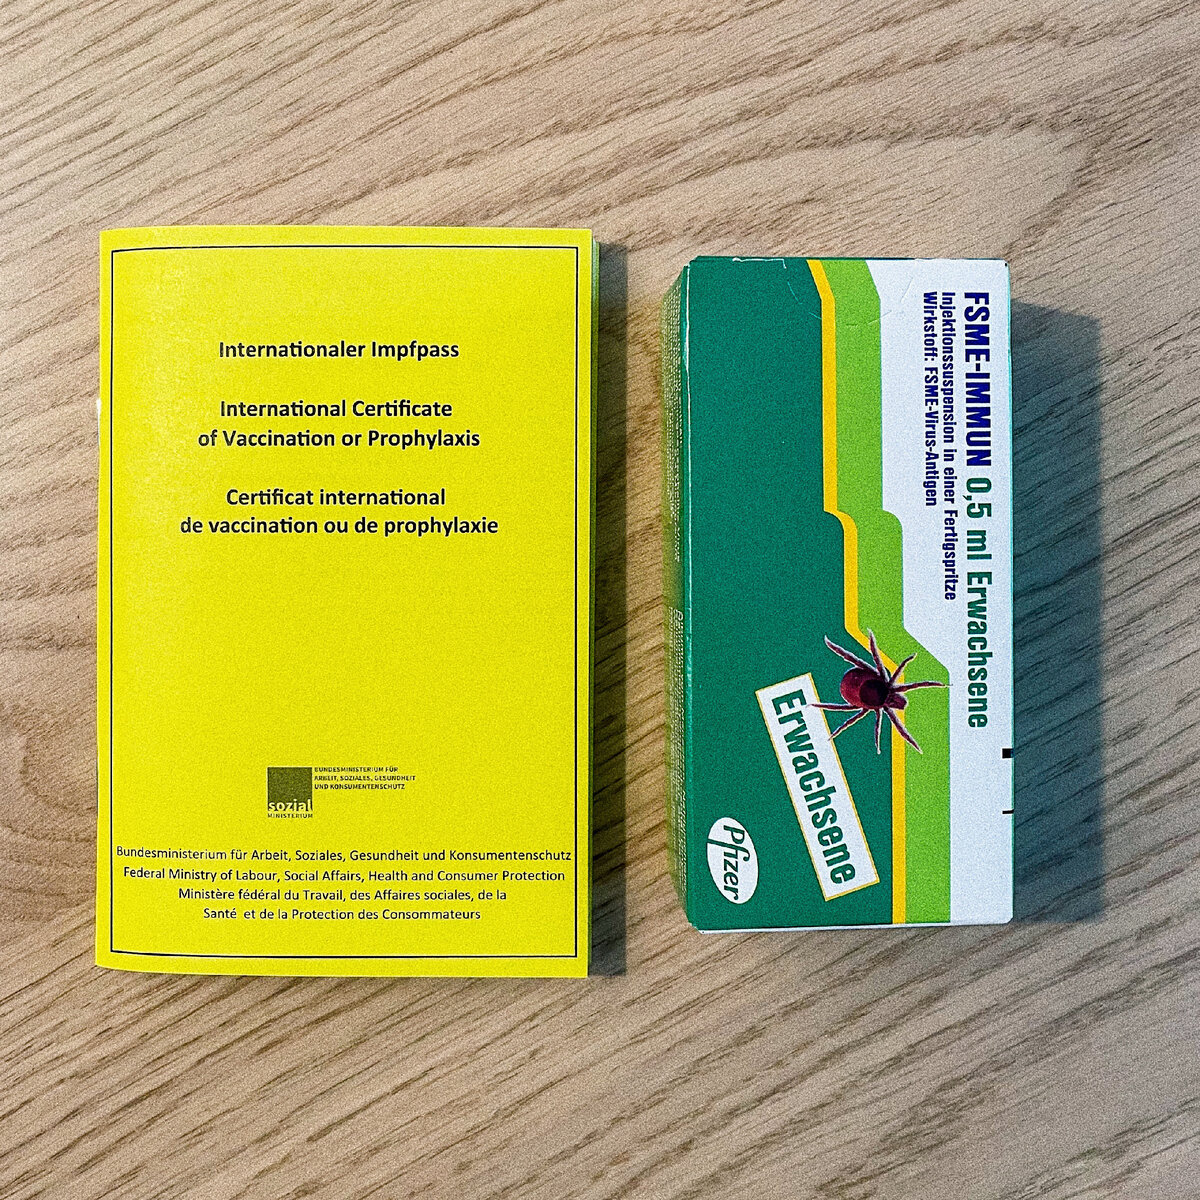 Internationaler Impfpass
International Certificate
of Vaccination or Prophylaxis
Certificat international
de vaccination ou de prophylaxie
BUNDESMINISTERIUM FÜR
ARBEIT, SOZIALES, GESUNDHEIT
UND KONSUMENTENSCHUTZ
sozial
MINISTERIUM
Bundesministerium für Arbeit, Soziales, Gesundheit und Konsumentenschutz
Federal Ministry of Labour, Social Affairs, Health and Consumer Protection
Ministère fédéral du Travail, des Affaires sociales, de la
Santé et de la Protection des Consommateurs
FSME-IMMUN 0,5 ml Erwachsene
Injektionssuspension in einer Fertigspritze
Wirkstoff: FSME-Virus-Antigen
Erwachsene
Pfizer